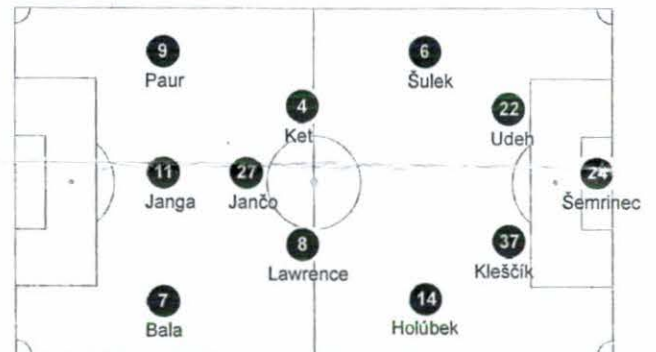 9
Paur
6
Šulek
4
Ket
22
Udeh
11
Janga
27
Jančo
24
Šemrinec
8
Lawrence
37
Kleščík
7
Bala
14
Holúbek